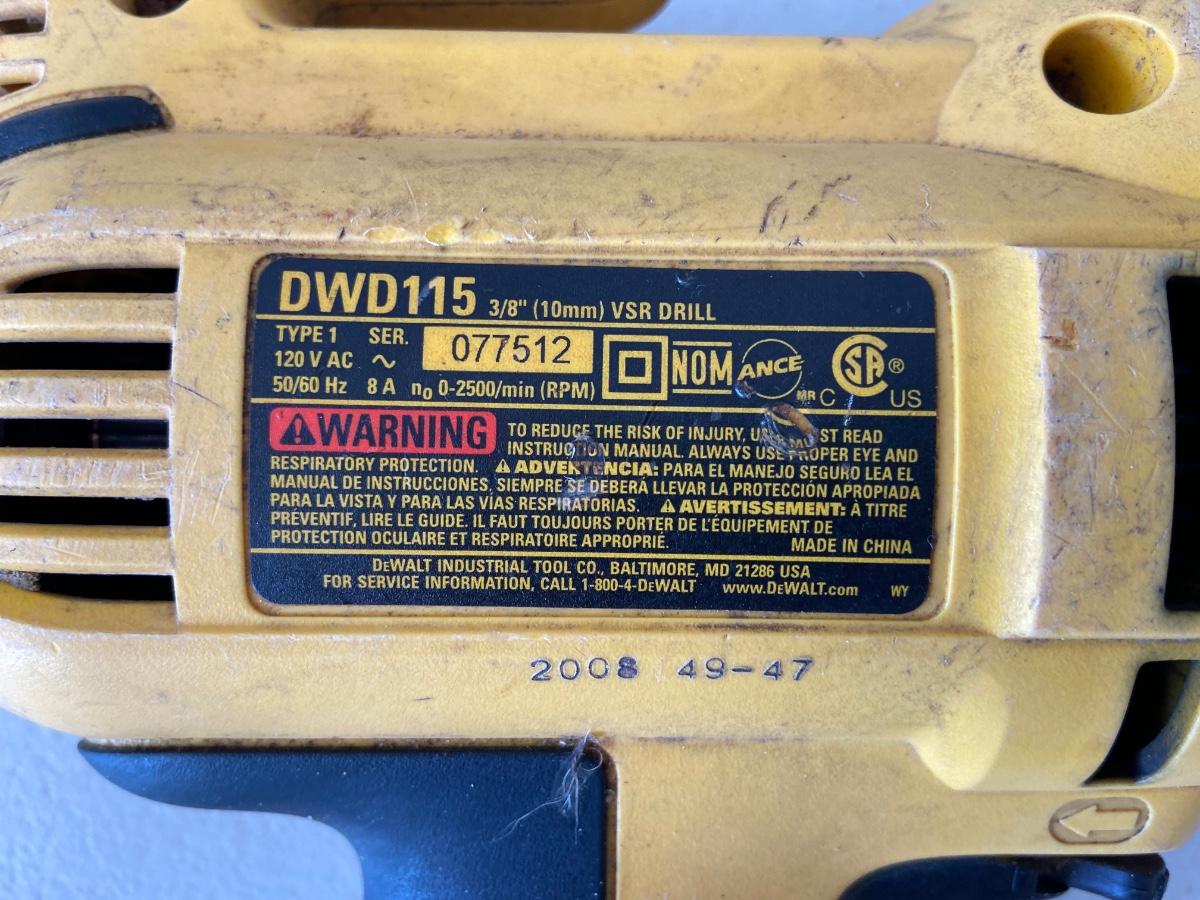 DWD115 3/8" (10mm) VSR DRILL
TYPE 1 SER. 077512
120 V AC ~
50/60 Hz 8 A n0 0-2500/min (RPM)
NOM ANCE MR C SA ® US
WARNING TO REDUCE THE RISK OF INJURY, MUST READ
INSTRUCTION MANUAL. ALWAYS USE PROPER EYE AND
RESPIRATORY PROTECTION. ADVERTENCIA: PARA EL MANEJO SEGURO LEA EL
MANUAL DE INSTRUCCIONES, SIEMPRE SE DEBERÁ LLEVAR LA PROTECCIÓN APROPIADA
PARA LA VISTA Y PARA LAS VÍAS RESPIRATORIAS. AVERTISSEMENT: À TITRE
PREVENTIF, LIRE LE GUIDE. IL FAUT TOUJOURS PORTER DE L'ÉQUIPEMENT DE
PROTECTION OCULAIRE ET RESPIRATOIRE APPROPRIÉ. MADE IN CHINA
DEWALT INDUSTRIAL TOOL CO., BALTIMORE, MD 21286 USA
FOR SERVICE INFORMATION, CALL 1-800-4-DEWALT www.DEWALT.com WY
2008 49-47